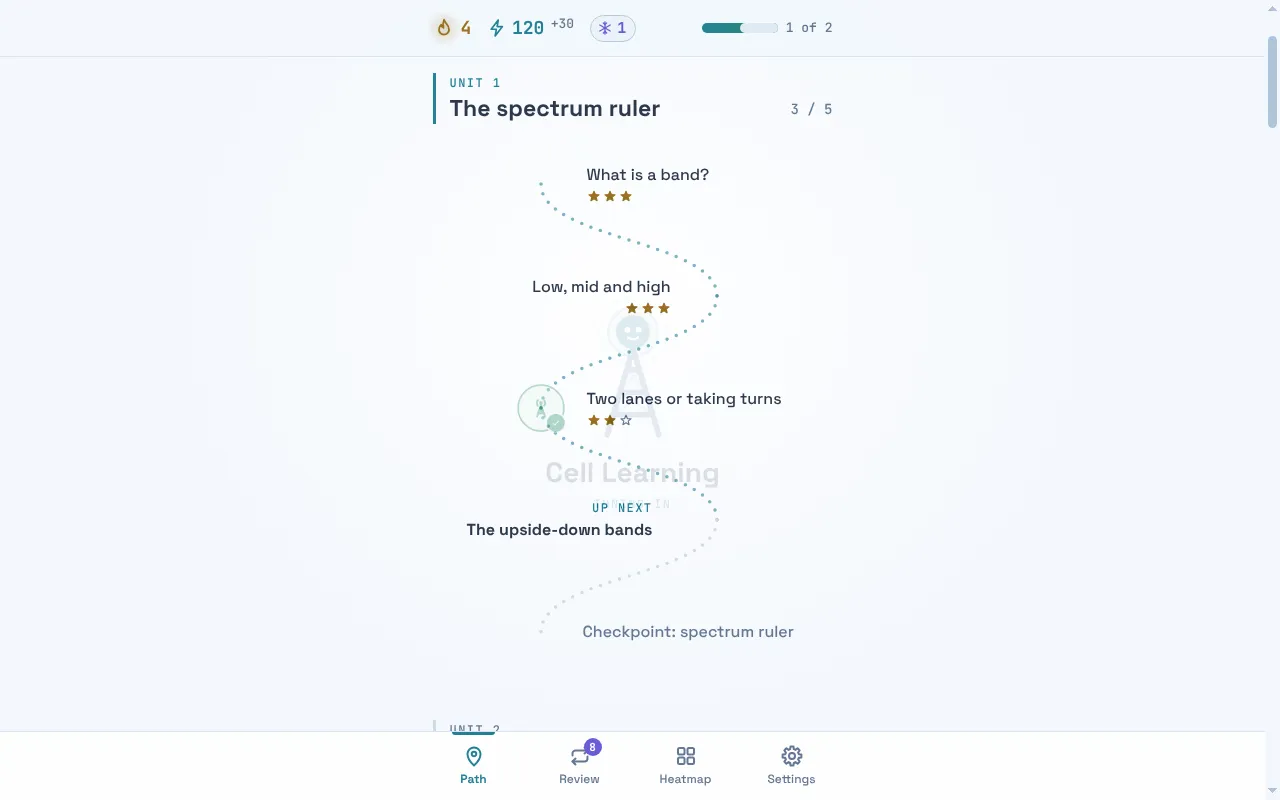 4 120 +30 1 1 of 2
UNIT 1
The spectrum ruler 3 / 5
What is a band?
Low, mid and high
Two lanes or taking turns
Cell Learning
UP NEXT
The upside-down bands
Checkpoint: spectrum ruler
UNIT 2
8
Path Review Heatmap Settings